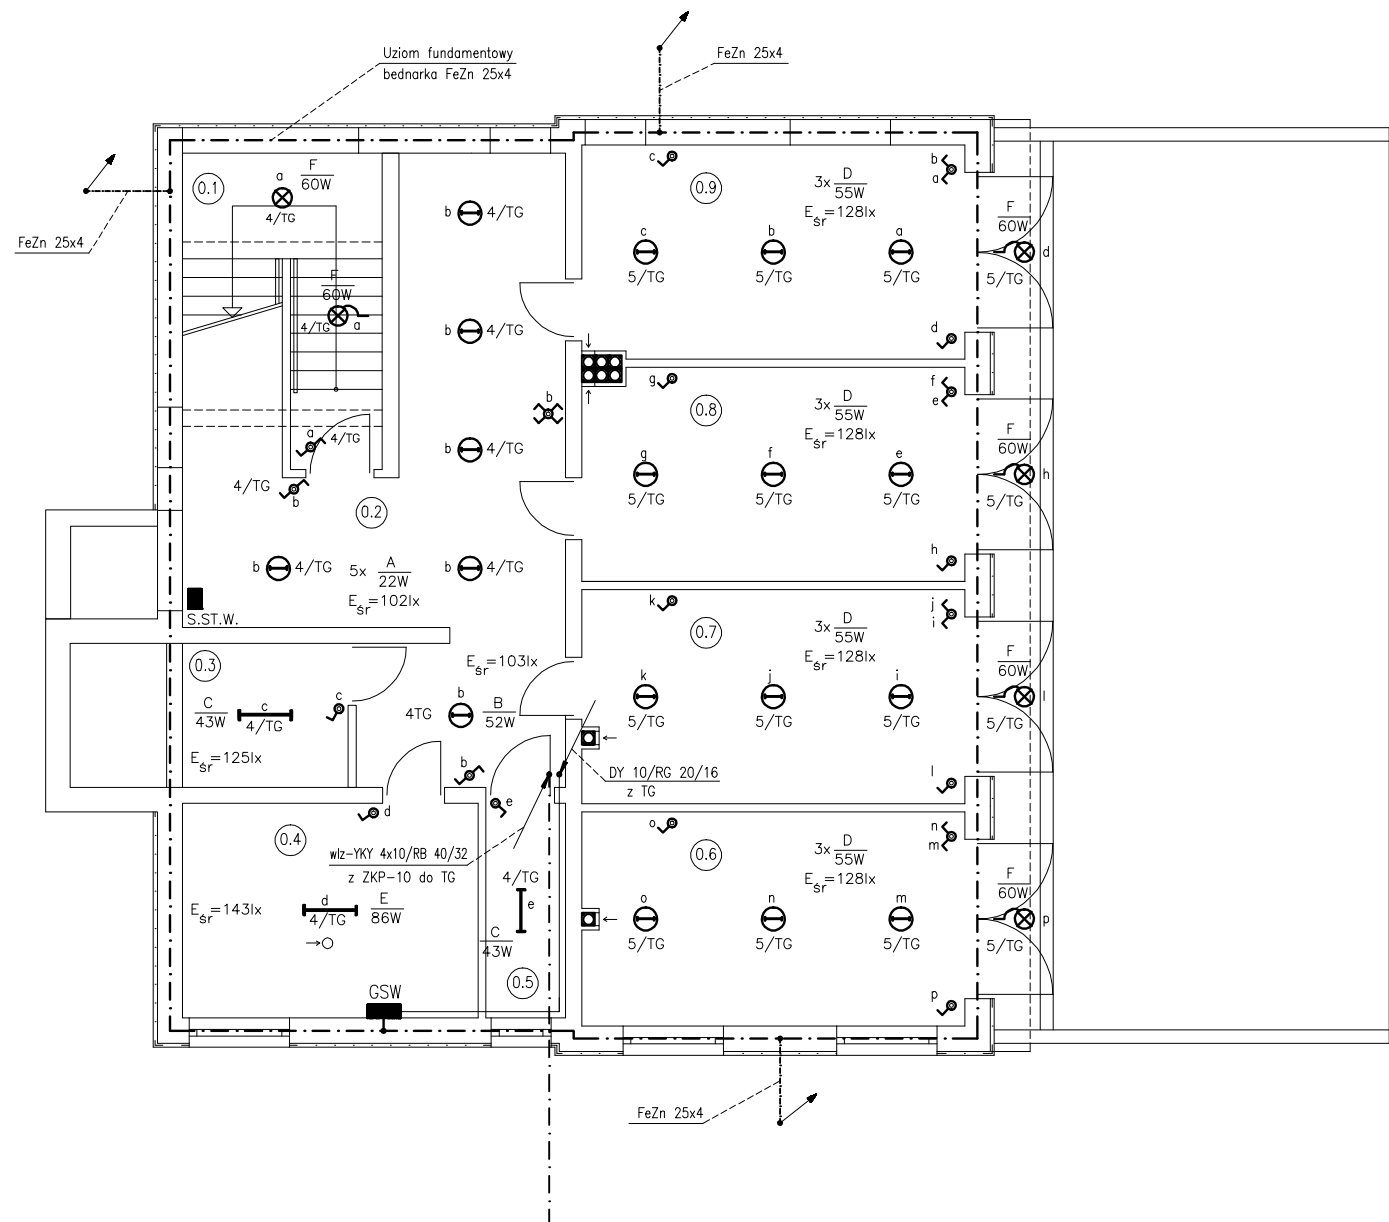 Uziom fundamentowy
bednarka FeZn 25x4
FeZn 25x4
FeZn 25x4
0.1
a
F
60W
4/TG
F
60W
4/TG
a
b 4/TG
b 4/TG
b
b 4/TG
a
4/TG
4/TG
b
0.2
b 4/TG
5x A
22W
Eśr=102lx
b 4/TG
S.ST.W.
c
0.9
3x D
55W
Eśr=128lx
b
a
c
5/TG
b
5/TG
a
5/TG
F
60W
d
5/TG
d
g
0.8
3x D
55W
Eśr=128lx
f
e
g
5/TG
f
5/TG
e
5/TG
F
60W
h
5/TG
h
k
0.7
3x D
55W
Eśr=128lx
j
i
k
5/TG
j
5/TG
i
5/TG
F
60W
l
5/TG
l
0.3
C
43W
c
4/TG
c
Eśr=125lx
Eśr=103lx
b
4TG
B
52W
b
DY 10/RG 20/16
z TG
e
d
0.4
wlz-YKY 4x10/RB 40/32
z ZKP-10 do TG
Eśr=143lx
d
4/TG
E
86W
4/TG
e
C
43W
0.5
GSW
o
0.6
3x D
55W
Eśr=128lx
n
m
o
5/TG
n
5/TG
m
5/TG
F
60W
p
5/TG
p
FeZn 25x4